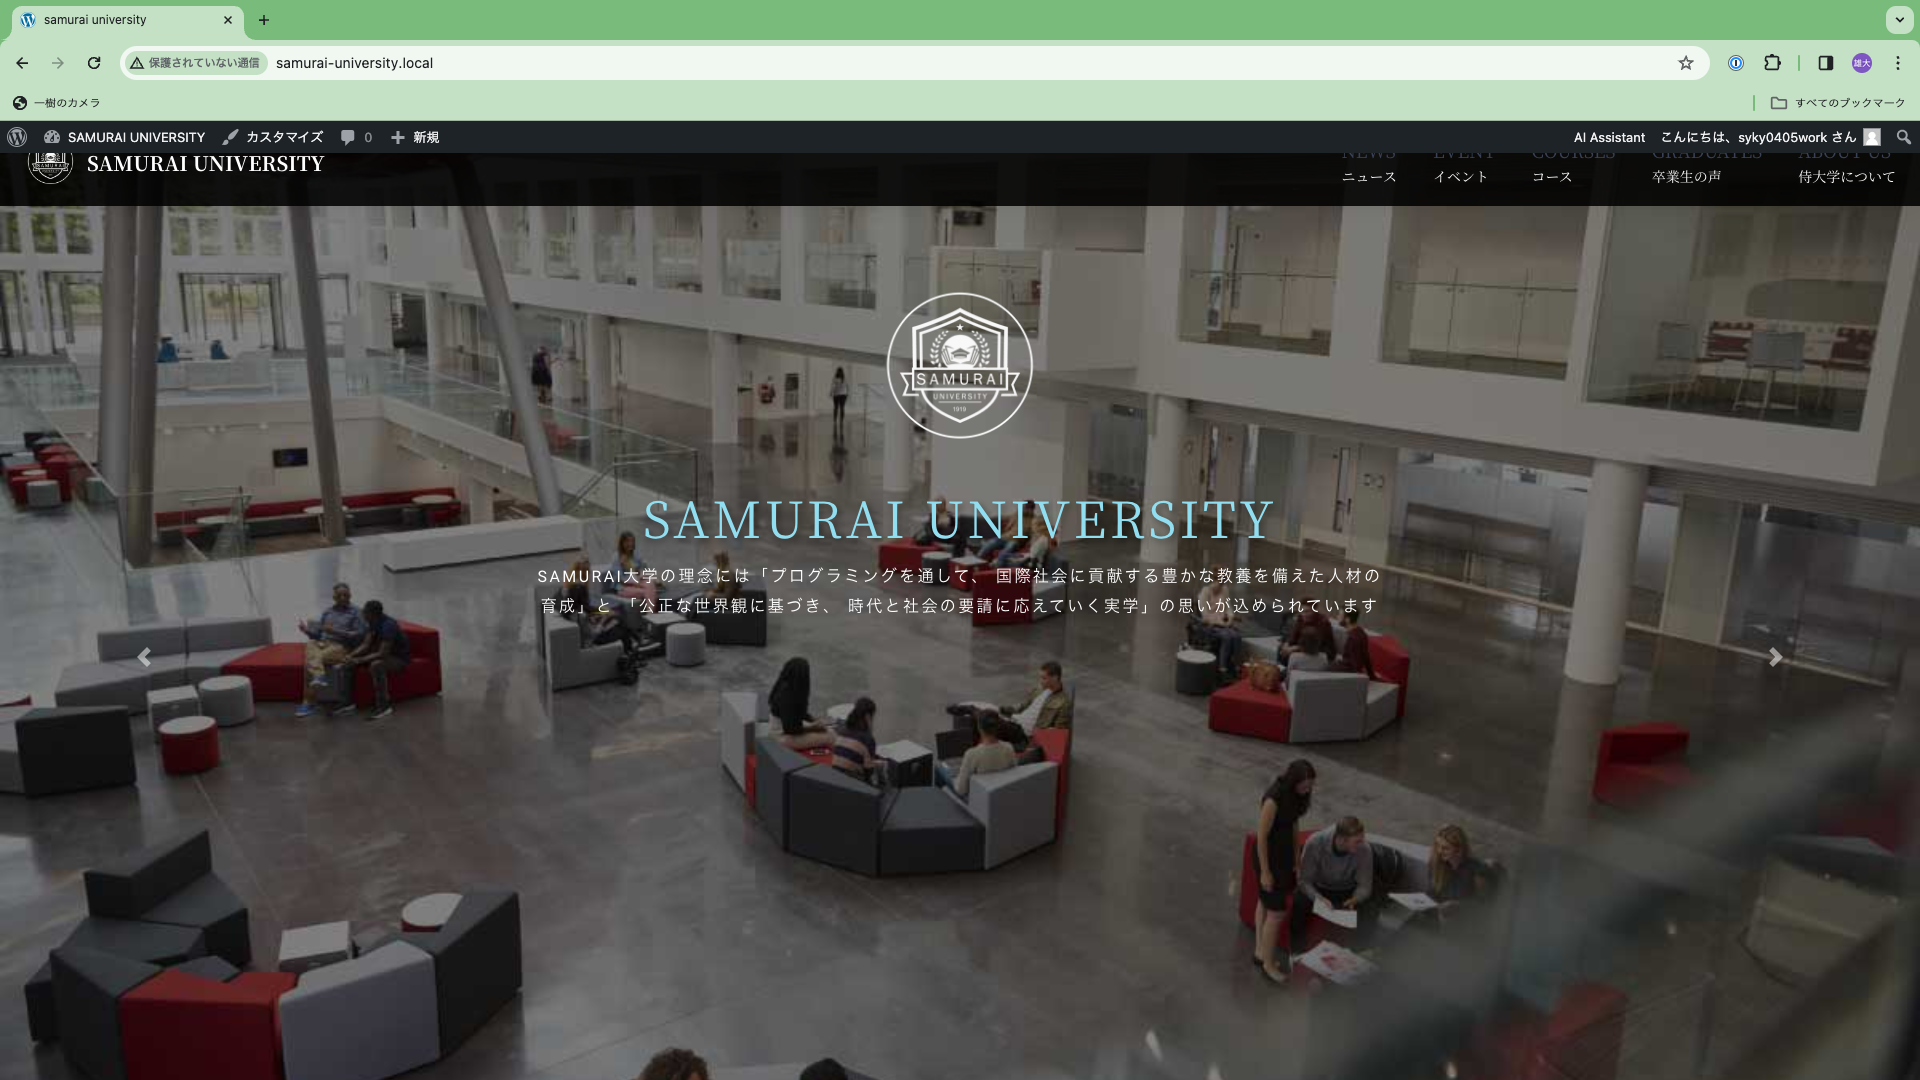 samurai university
保護されていない通信 samurai-university.local
一樹のカメラ すべてのブックマーク
SAMURAI UNIVERSITY カスタマイズ 0 新規 AI Assistant こんにちは、syky0405work さん
雄大
SAMURAI UNIVERSITY
NEWS EVENT COURSES GRADUATES ABOUT US
ニュース イベント コース 卒業生の声 侍大学について
SAMURAI
UNIVERSITY
1919
SAMURAI UNIVERSITY
SAMURAI大学の理念には「プログラミングを通して、 国際社会に貢献する豊かな教養を備えた人材の
育成」と 「公正な世界観に基づき、 時代と社会の要請に応えていく実学」の思いが込められています